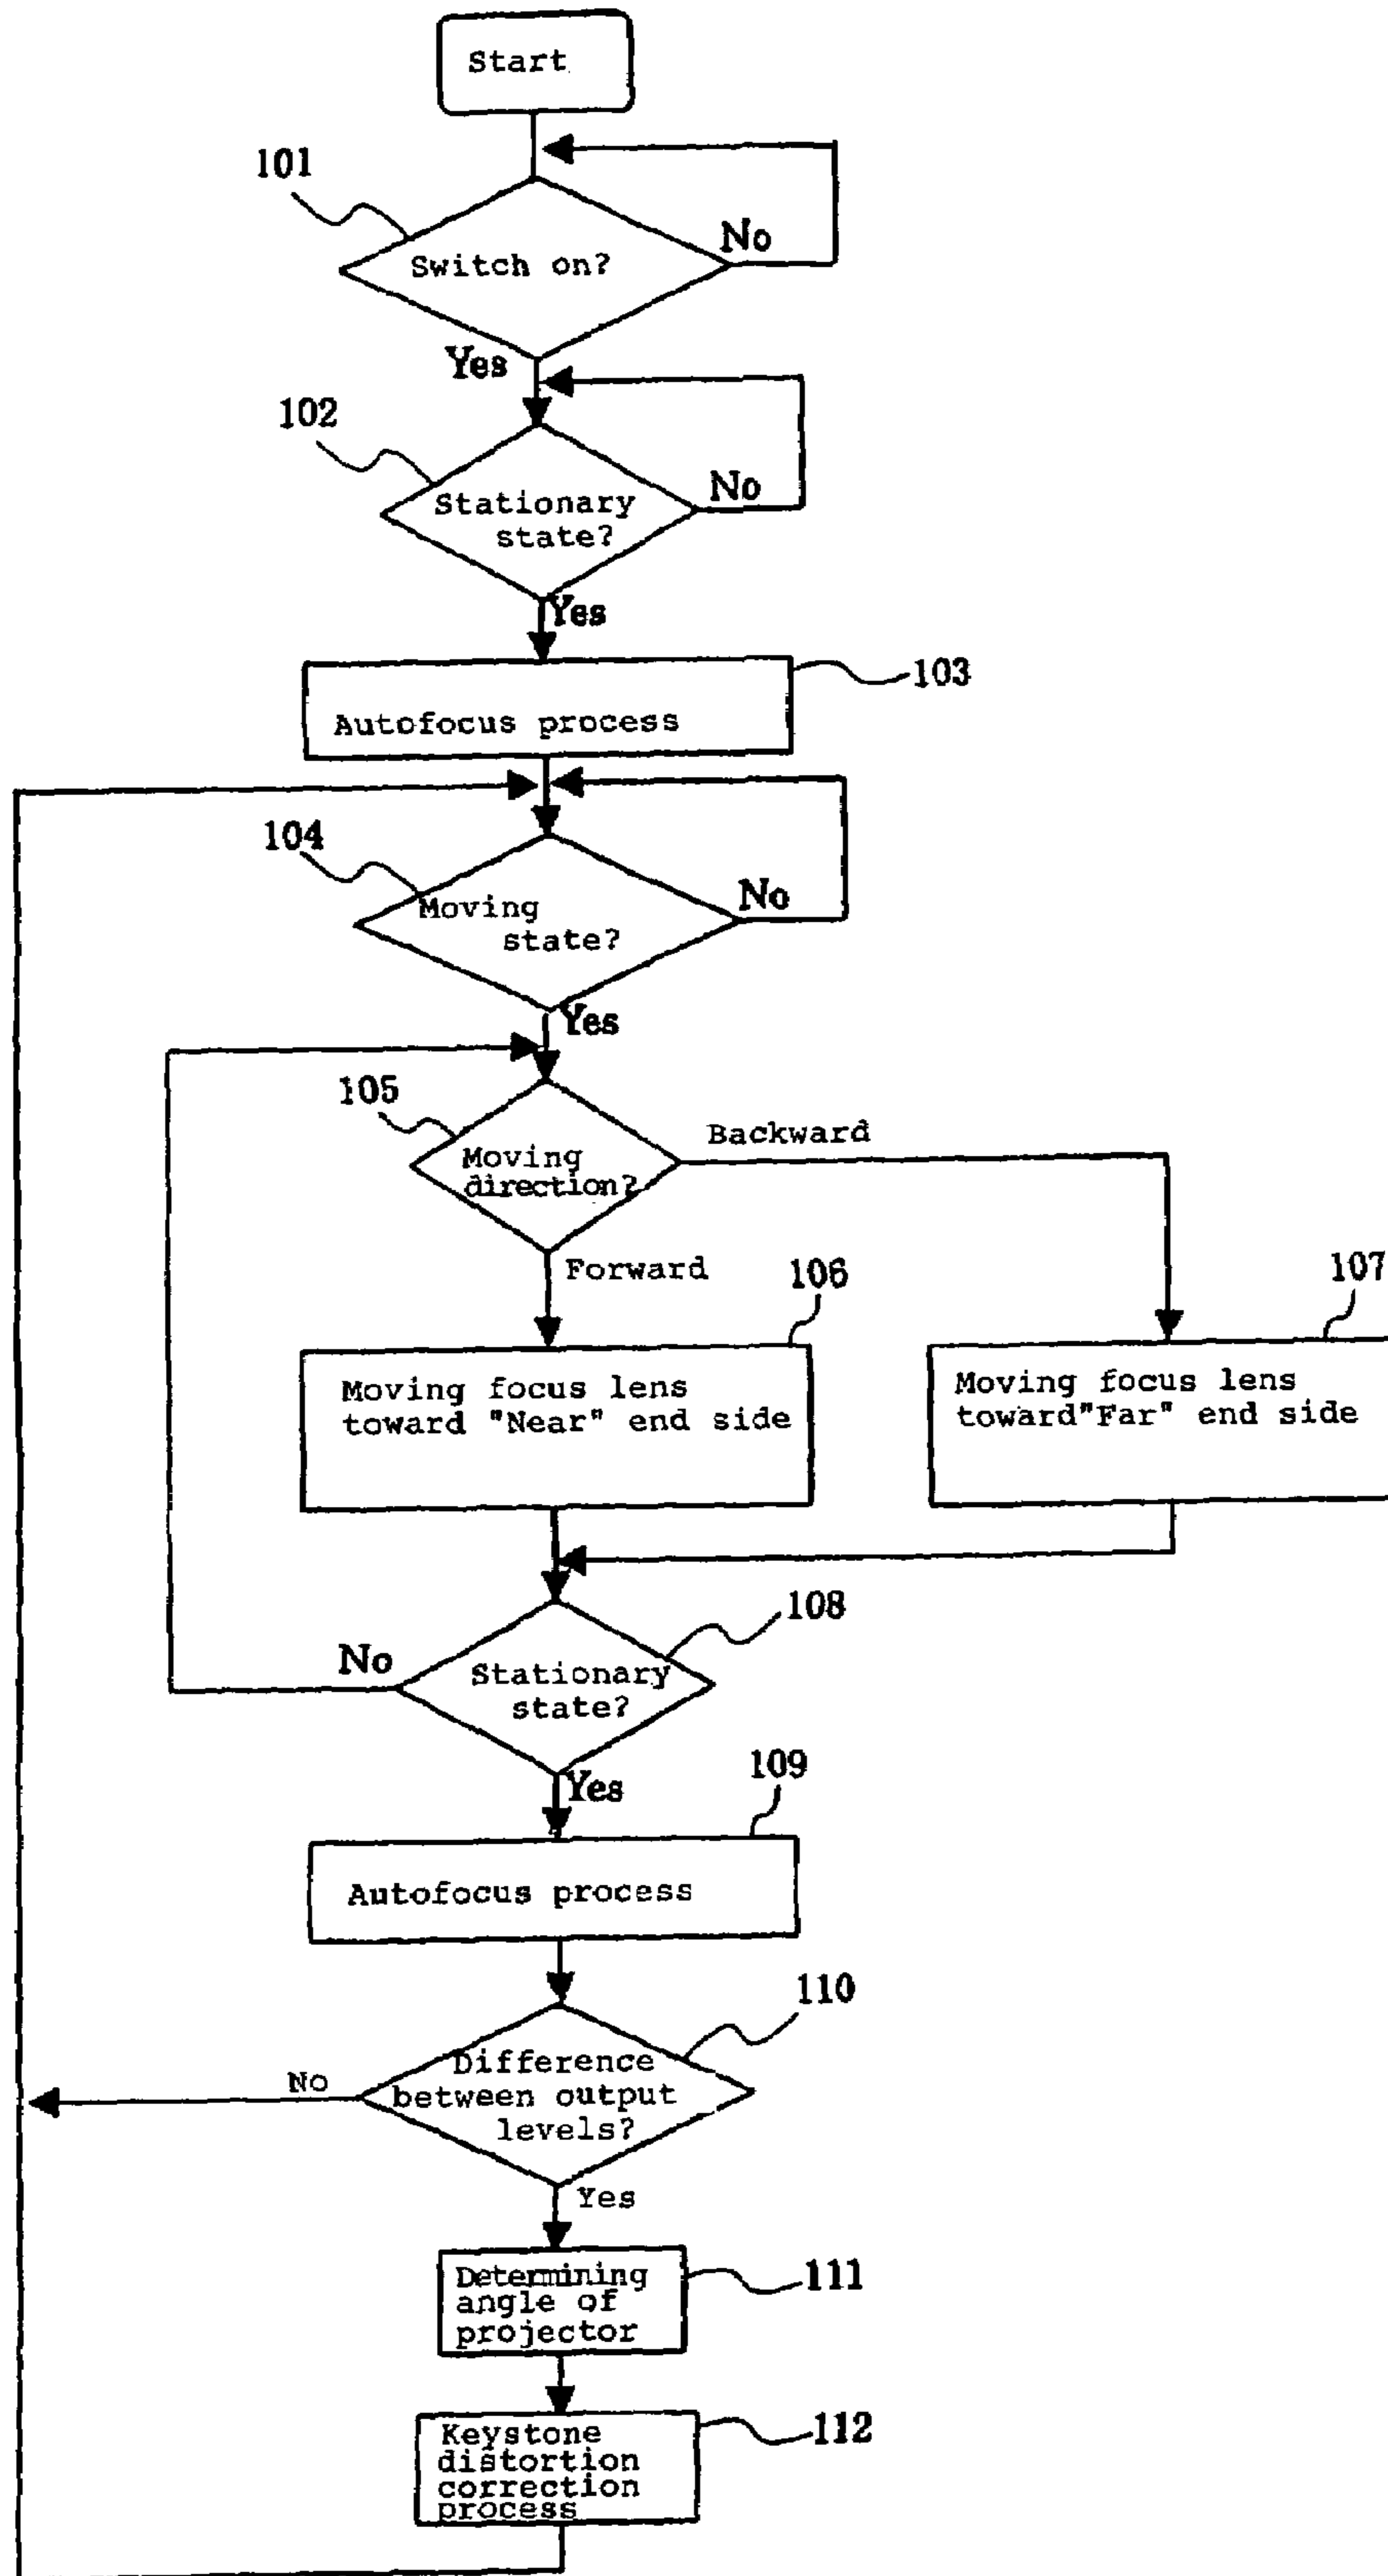 Start
101
Switch on?
No
Yes
102
Stationary
state?
No
Yes
103
Autofocus process
104
Moving
state?
No
Yes
105
Moving
direction?
Backward
Forward
106
107
Moving focus lens
toward "Near" end side
Moving focus lens
toward"Far" end side
108
Stationary
state?
No
Yes
109
Autofocus process
110
Difference
between output
levels?
No
Yes
111
Determining
angle of
projector
112
Keystone
distortion
correction
process